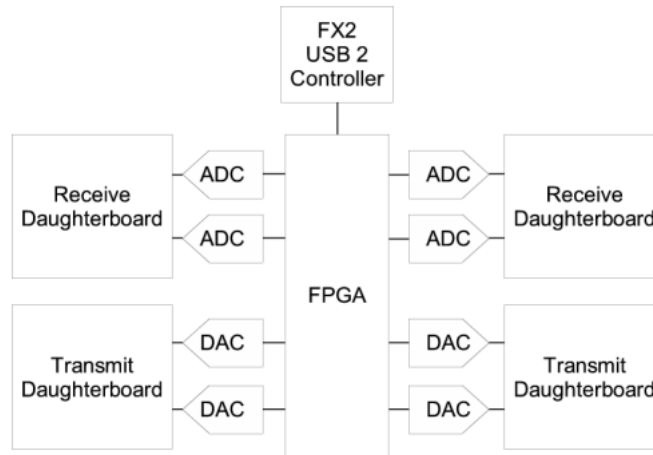 FX2
USB 2
Controller
ADC
ADC
Receive
Daughterboard
ADC
ADC
Receive
Daughterboard
FPGA
DAC
DAC
Transmit
Daughterboard
DAC
DAC
Transmit
Daughterboard